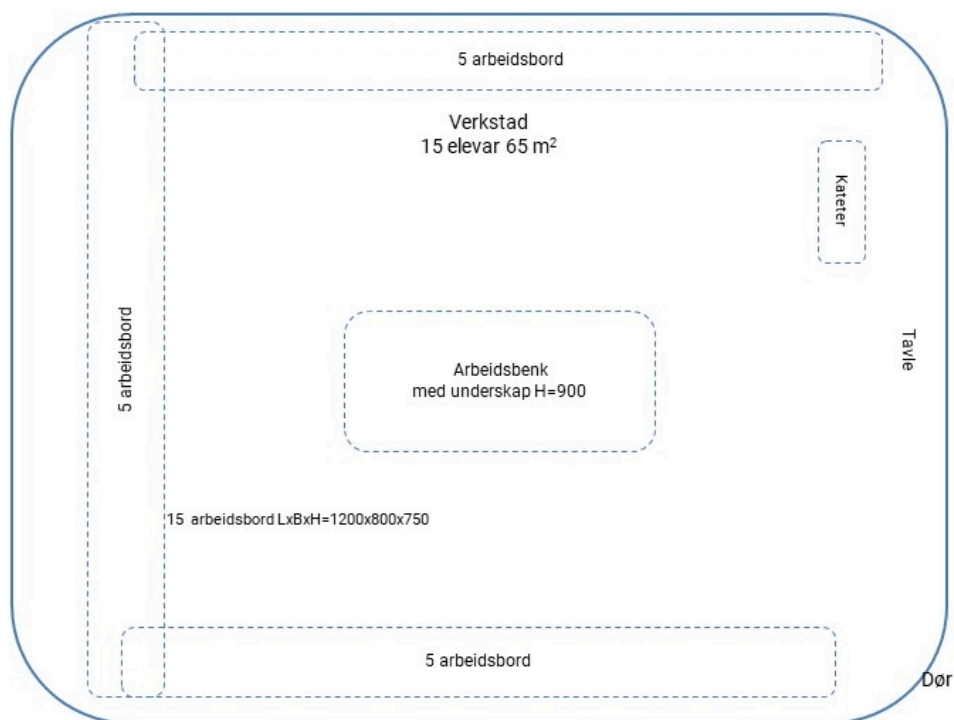 5 arbeidsbord
Verkstad
15 elevar 65 m²
Kateter
5 arbeidsbord
Tavle
Arbeidsbenk
med underskap H=900
15 arbeidsbord LxBxH=1200x800x750
5 arbeidsbord
Dør